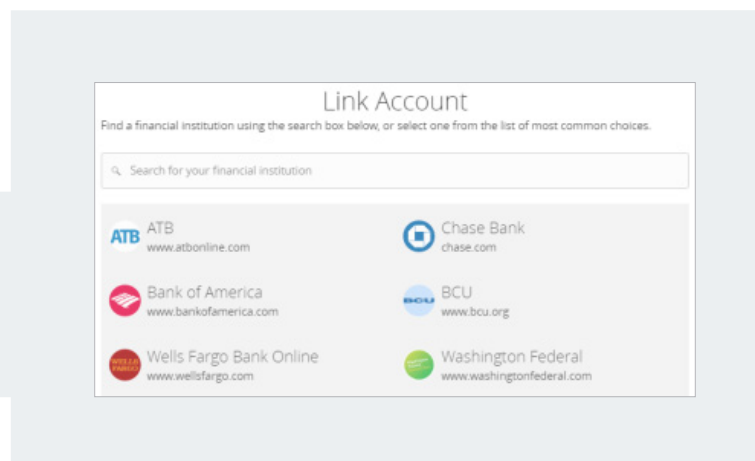 Link Account
Find a financial institution using the search box below, or select one from the list of most common choices.
Search for your financial institution
ATB
ATB
www.atbonline.com
Chase Bank
chase.com
Bank of America
www.bankofamerica.com
BCU
BCU
www.bcu.org
WELLS
FARGO
Wells Fargo Bank Online
www.wellsfargo.com
Washington Federal
www.washingtonfederal.com